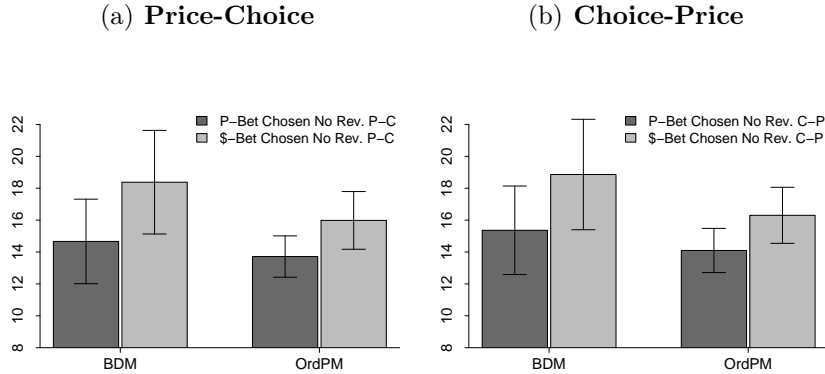 (a) Price-Choice
P−Bet Chosen No Rev. P−C
$−Bet Chosen No Rev. P−C
22
20
18
16
14
12
10
8
BDM
OrdPM
(b) Choice-Price
P−Bet Chosen No Rev. C−P
$−Bet Chosen No Rev. C−P
22
20
18
16
14
12
10
8
BDM
OrdPM